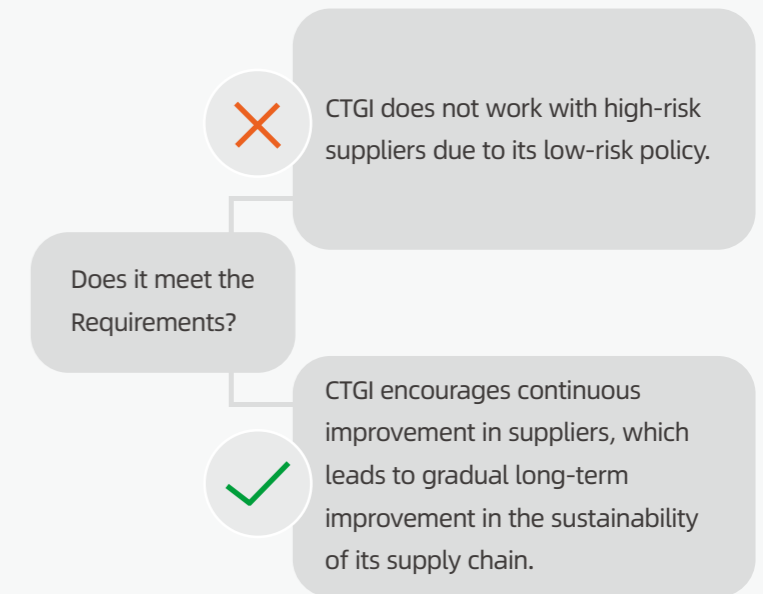 CTGI does not work with high-risk
suppliers due to its low-risk policy.
Does it meet the
Requirements?
CTGI encourages continuous
improvement in suppliers, which
leads to gradual long-term
improvement in the sustainability
of its supply chain.